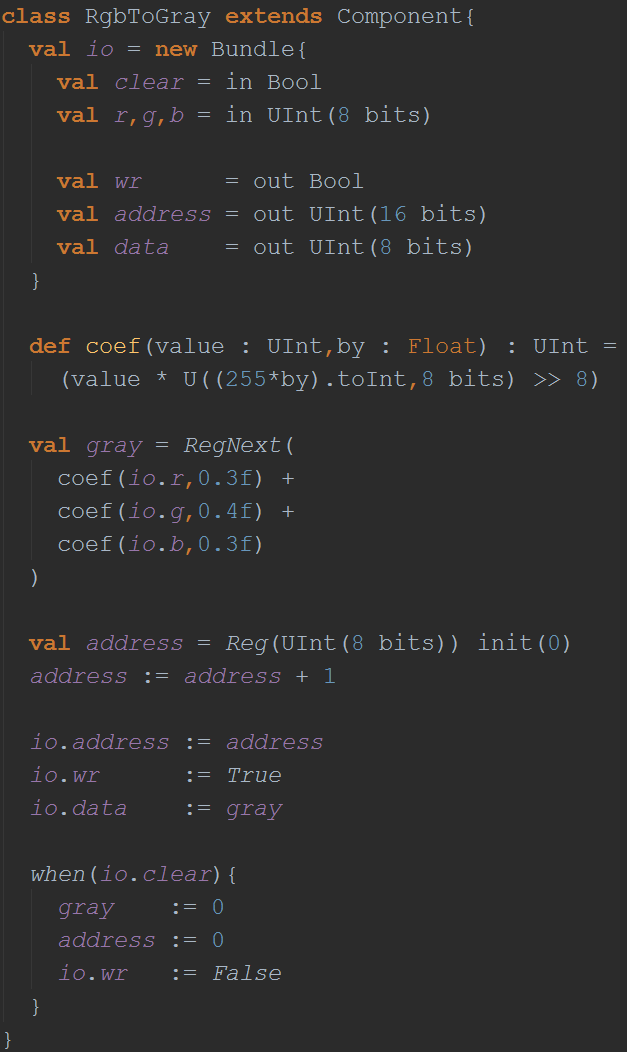 class RgbToGray extends Component{
  val io = new Bundle{
    val clear = in Bool
    val r,g,b = in UInt(8 bits)

    val wr      = out Bool
    val address = out UInt(16 bits)
    val data    = out UInt(8 bits)
  }

  def coef(value : UInt,by : Float) : UInt =
    (value * U((255*by).toInt,8 bits) >> 8)

  val gray = RegNext(
    coef(io.r,0.3f) +
    coef(io.g,0.4f) +
    coef(io.b,0.3f)
  )

  val address = Reg(UInt(8 bits)) init(0)
  address := address + 1

  io.address := address
  io.wr      := True
  io.data    := gray

  when(io.clear){
    gray    := 0
    address := 0
    io.wr   := False
  }
}